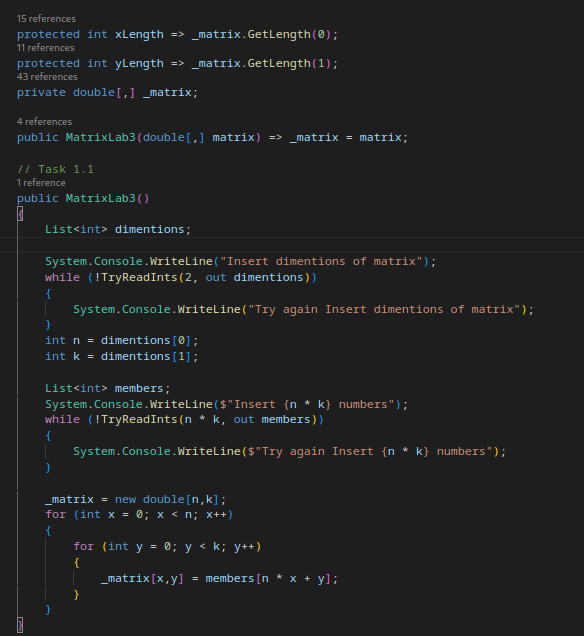 15 references
protected int xLength => _matrix.GetLength(0);
11 references
protected int yLength => _matrix.GetLength(1);
43 references
private double[,] _matrix;
4 references
public MatrixLab3(double[,] matrix) => _matrix = matrix;
// Task 1.1
1 reference
public MatrixLab3()
{
    List<int> dimentions;
    System.Console.WriteLine("Insert dimentions of matrix");
    while (!TryReadInts(2, out dimentions))
    {
        System.Console.WriteLine("Try again Insert dimentions of matrix");
    }
    int n = dimentions[0];
    int k = dimentions[1];
    List<int> members;
    System.Console.WriteLine($"Insert {n * k} numbers");
    while (!TryReadInts(n * k, out members))
    {
        System.Console.WriteLine($"Try again Insert {n * k} numbers");
    }
    _matrix = new double[n,k];
    for (int x = 0; x < n; x++)
    {
        for (int y = 0; y < k; y++)
        {
            _matrix[x,y] = members[n * x + y];
        }
    }
}